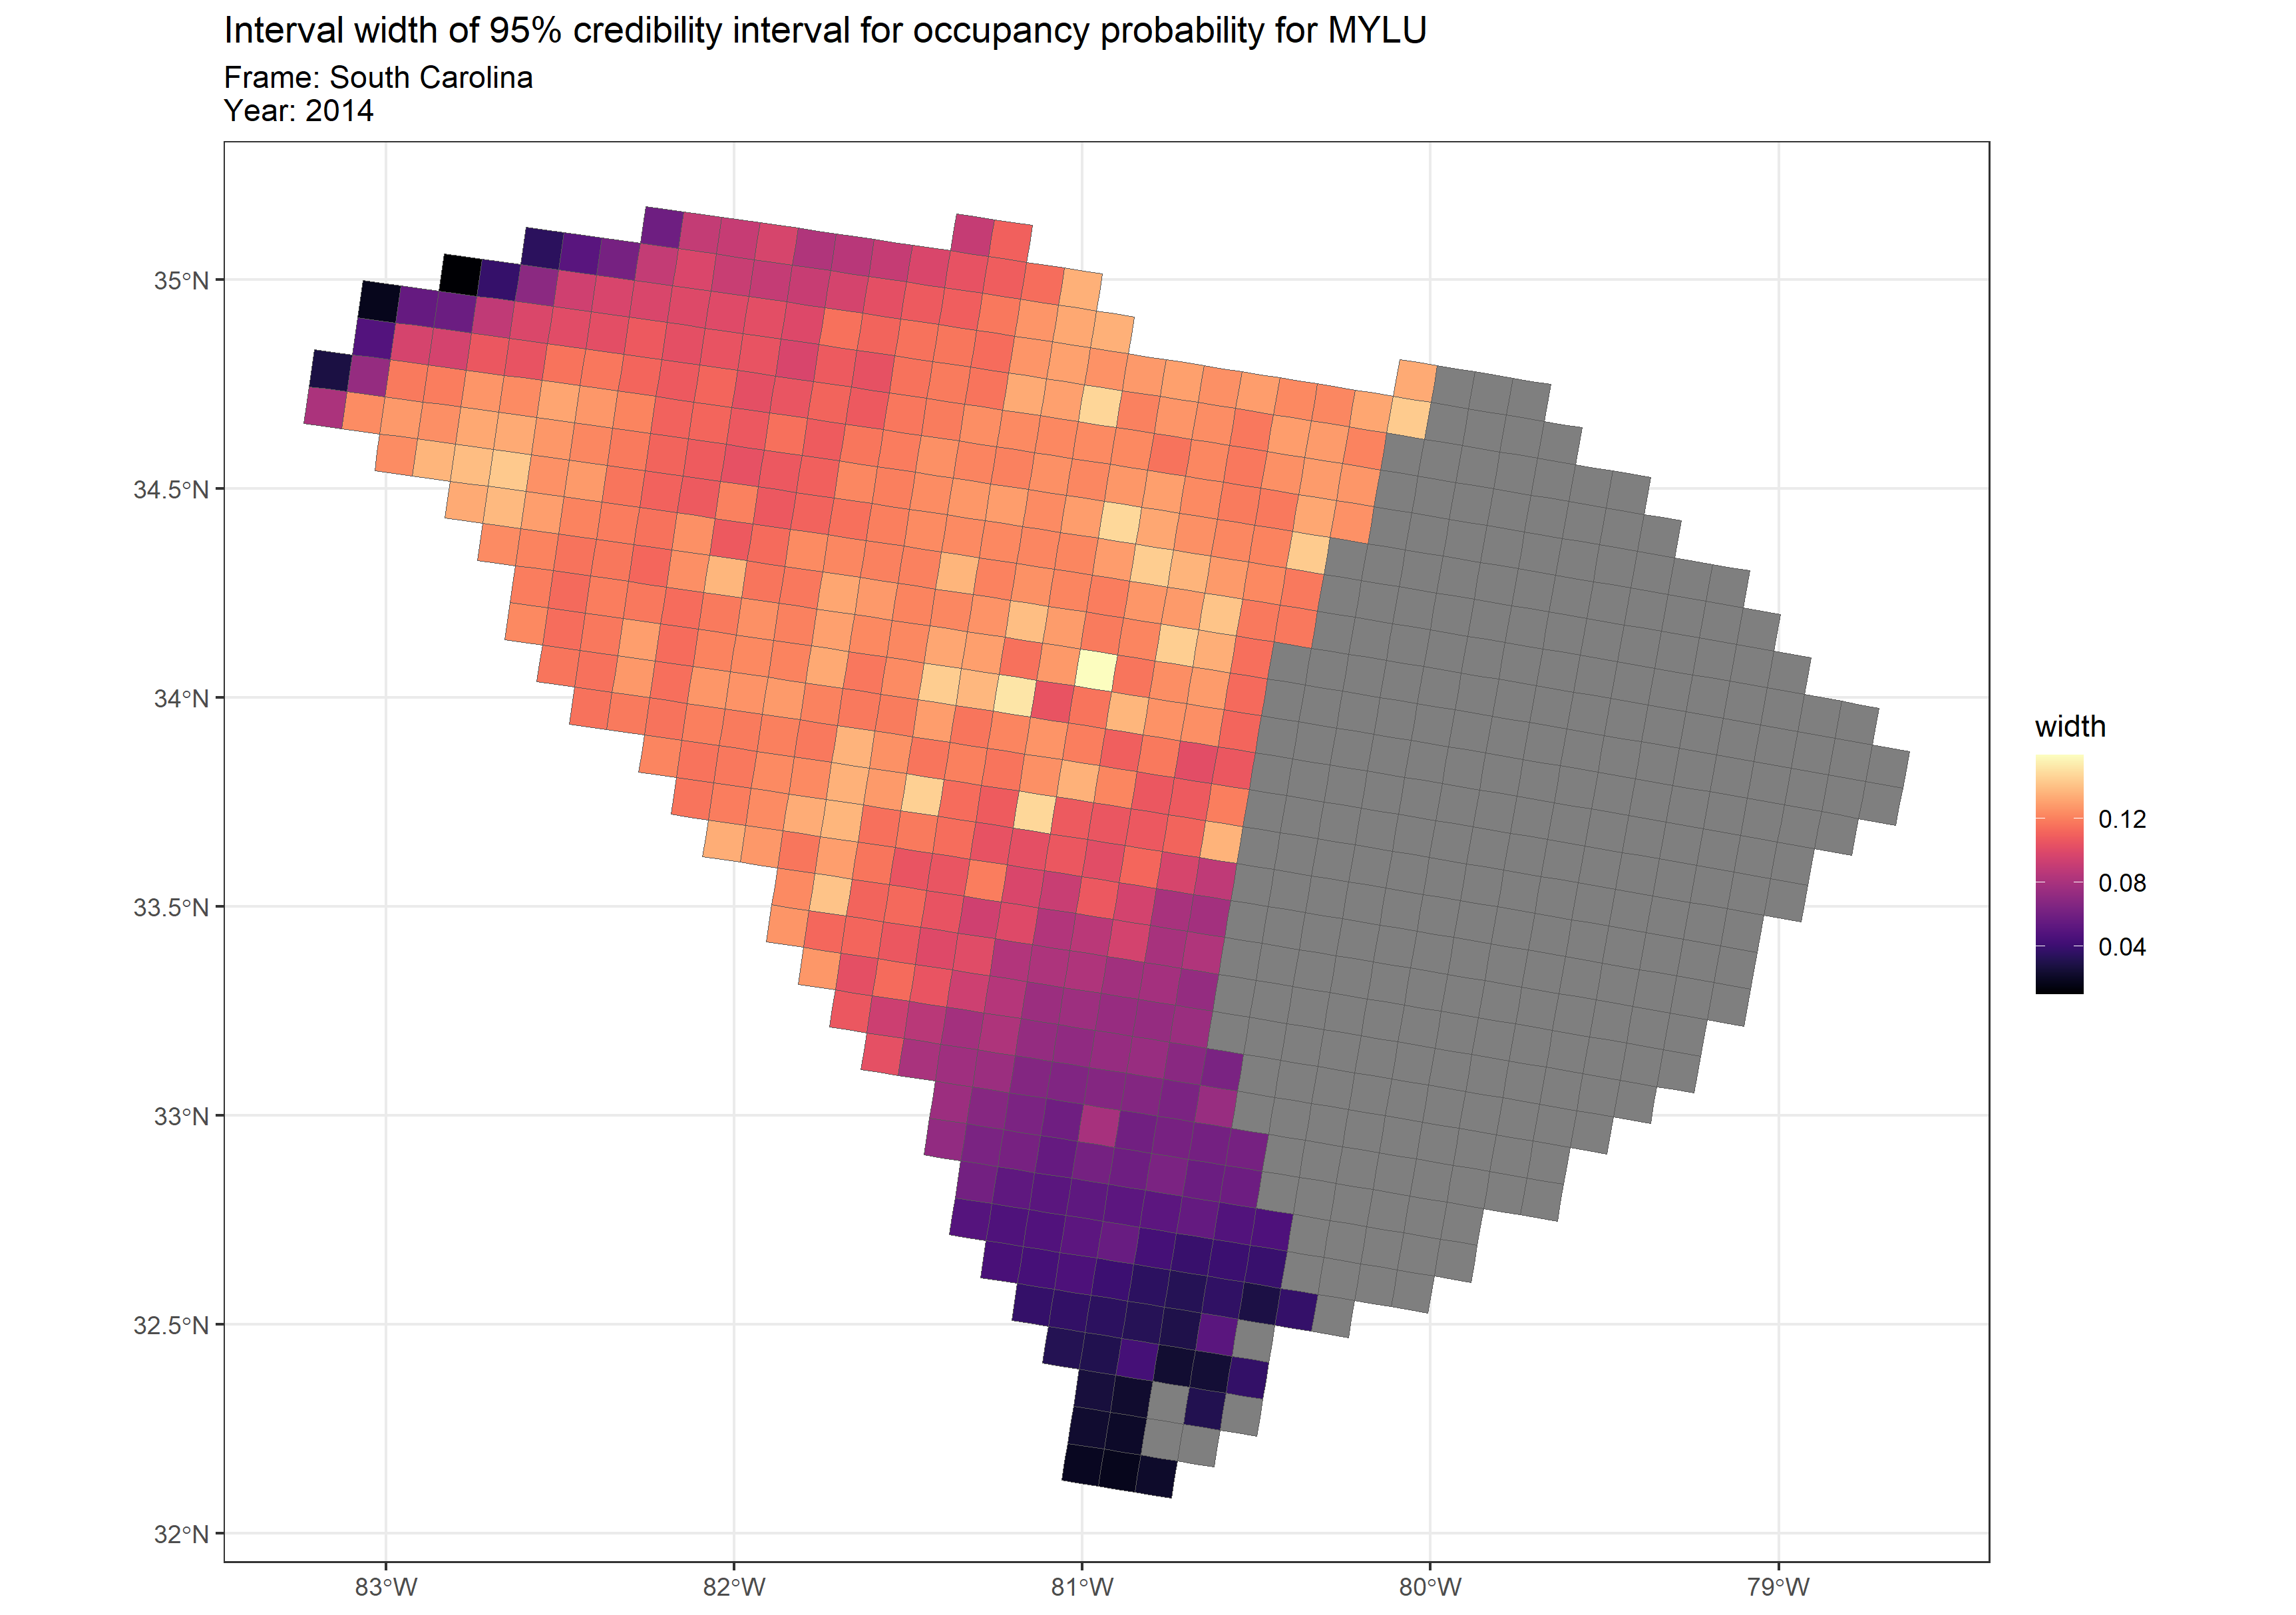 Interval width of 95% credibility interval for occupancy probability for MYLU
Frame: South Carolina
Year: 2014
35°N
34.5°N
34°N
33.5°N
33°N
32.5°N
32°N
83°W
82°W
81°W
80°W
79°W
width
0.12
0.08
0.04